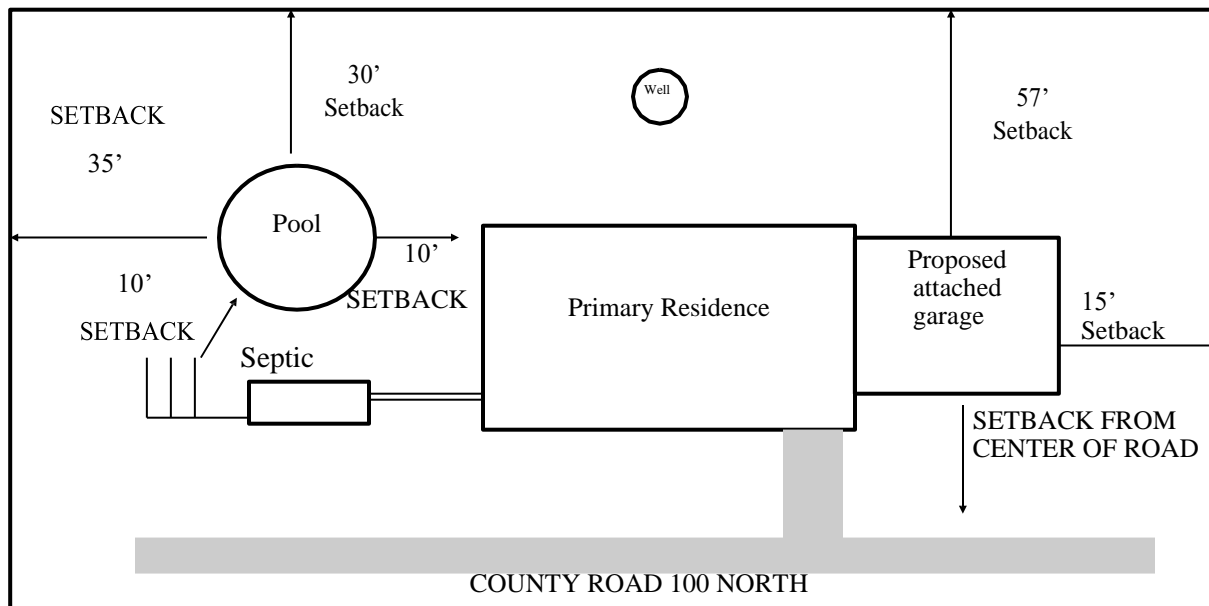 30’
Setback
Well
57’
Setback
SETBACK
35’
Pool
10’
SETBACK
10’
SETBACK
Primary Residence
Proposed
attached
garage
15’
Setback
Septic
SETBACK FROM
CENTER OF ROAD
COUNTY ROAD 100 NORTH